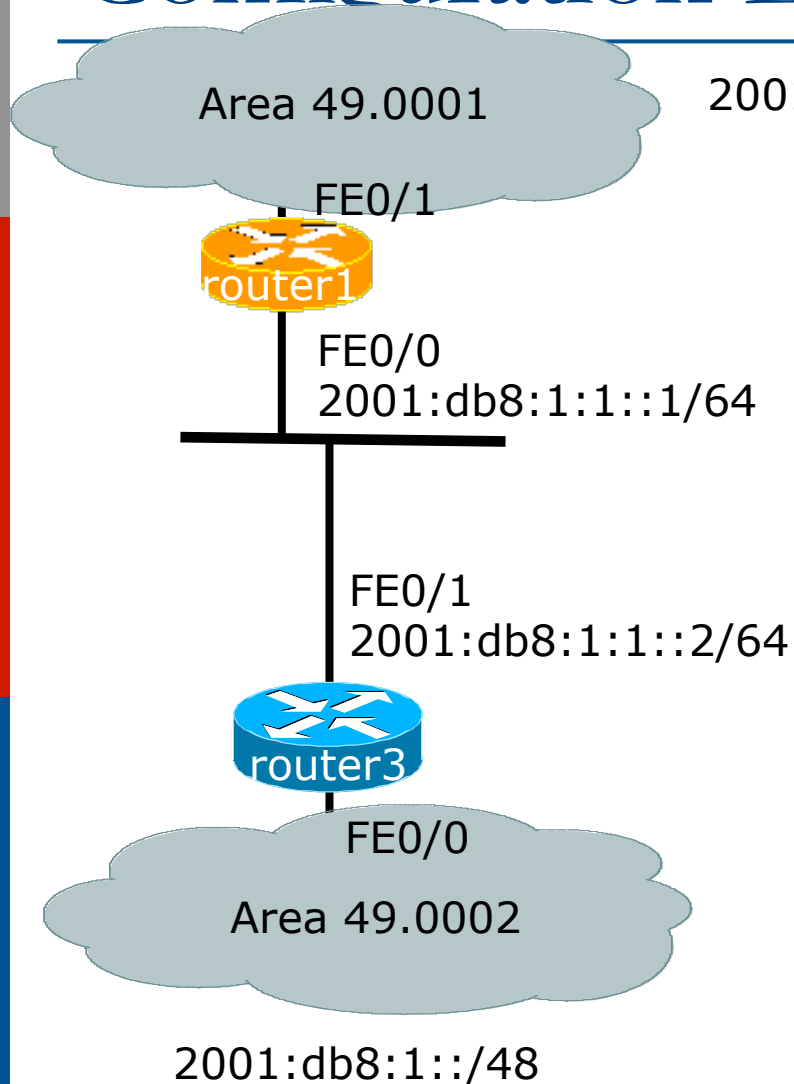 Area 49.0001
FE0/1
router1
FE0/0
2001:db8:1:1::1/64
FE0/1
2001:db8:1:1::2/64
router3
FE0/0
Area 49.0002
2001:db8:1::/48